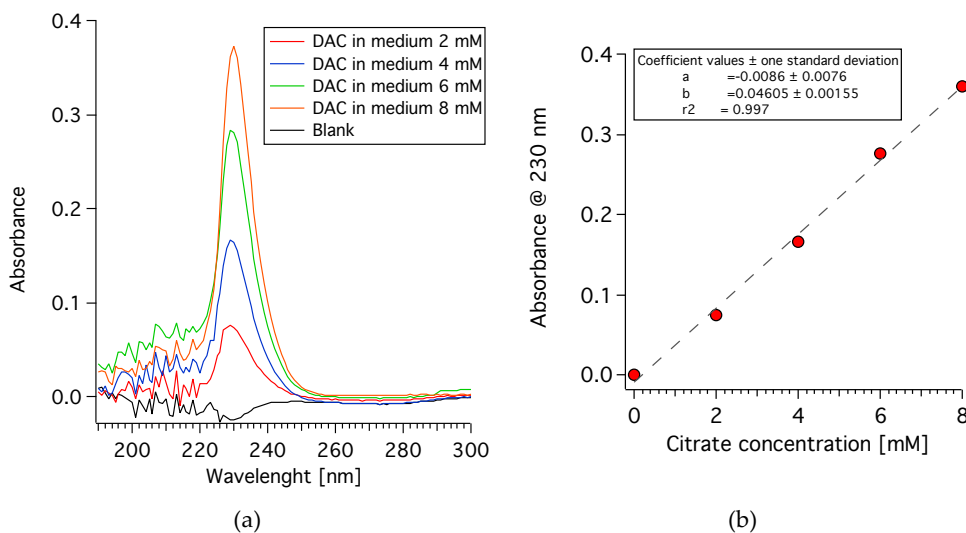 0.4
0.3
0.2
0.1
0.0
Absorbance
DAC in medium 2 mM
DAC in medium 4 mM
DAC in medium 6 mM
DAC in medium 8 mM
Blank
200 220 240 260 280 300
Wavelenght [nm]
(a)
0.4
0.3
0.2
0.1
0.0
Absorbance @ 230 nm
Coefficient values ± one standard deviation
a =-0.0086 ± 0.0076
b =0.04605 ± 0.00155
r2 = 0.997
0 2 4 6 8
Citrate concentration [mM]
(b)